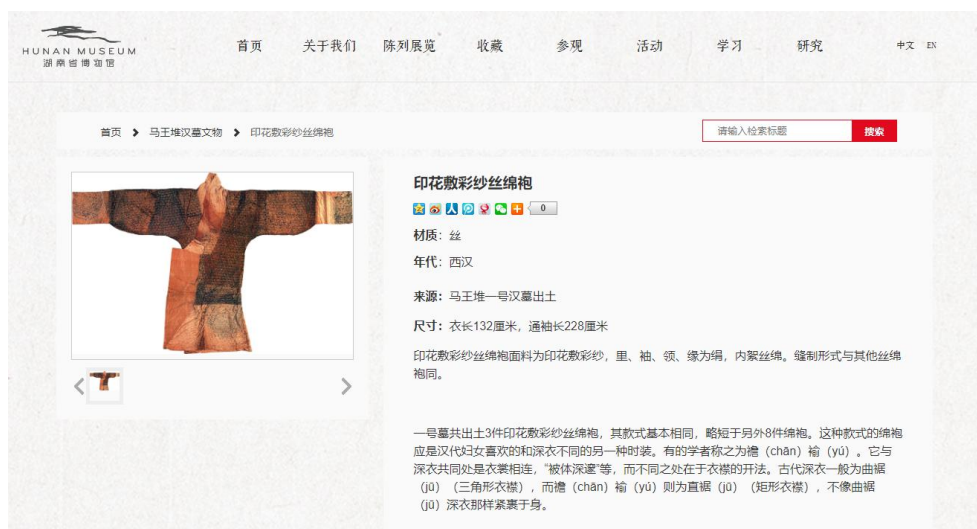 HUNAN MUSEUM
湖南省博物馆
首页 关于我们 陈列展览 收藏 参观 活动 学习 研究 中文 EN
首页 > 马王堆汉墓文物 > 印花敷彩纱丝绵袍
请输入检索标题 搜索
印花敷彩纱丝绵袍
0
材质：丝
年代：西汉
来源：马王堆一号汉墓出土
尺寸：衣长132厘米，通袖长228厘米
印花敷彩纱丝绵袍面料为印花敷彩纱，里、袖、领、缘为绢，内絮丝绵。缝制形式与其他丝绵
袍同。
一号墓共出土3件印花敷彩纱丝绵袍，其款式基本相同，略短于另外8件绵袍。这种款式的绵袍
应是汉代妇女喜欢的和深衣不同的另一种时装。有的学者称之为襜（chān）褕（yú）。它与
深衣共同处是衣裳相连，“被体深邃”等，而不同之处在于衣襟的开法。古代深衣一般为曲裾
（jū）（三角形衣襟），而襜（chān）褕（yú）则为直裾（jū）（矩形衣襟），不像曲裾
（jū）深衣那样紧裹于身。